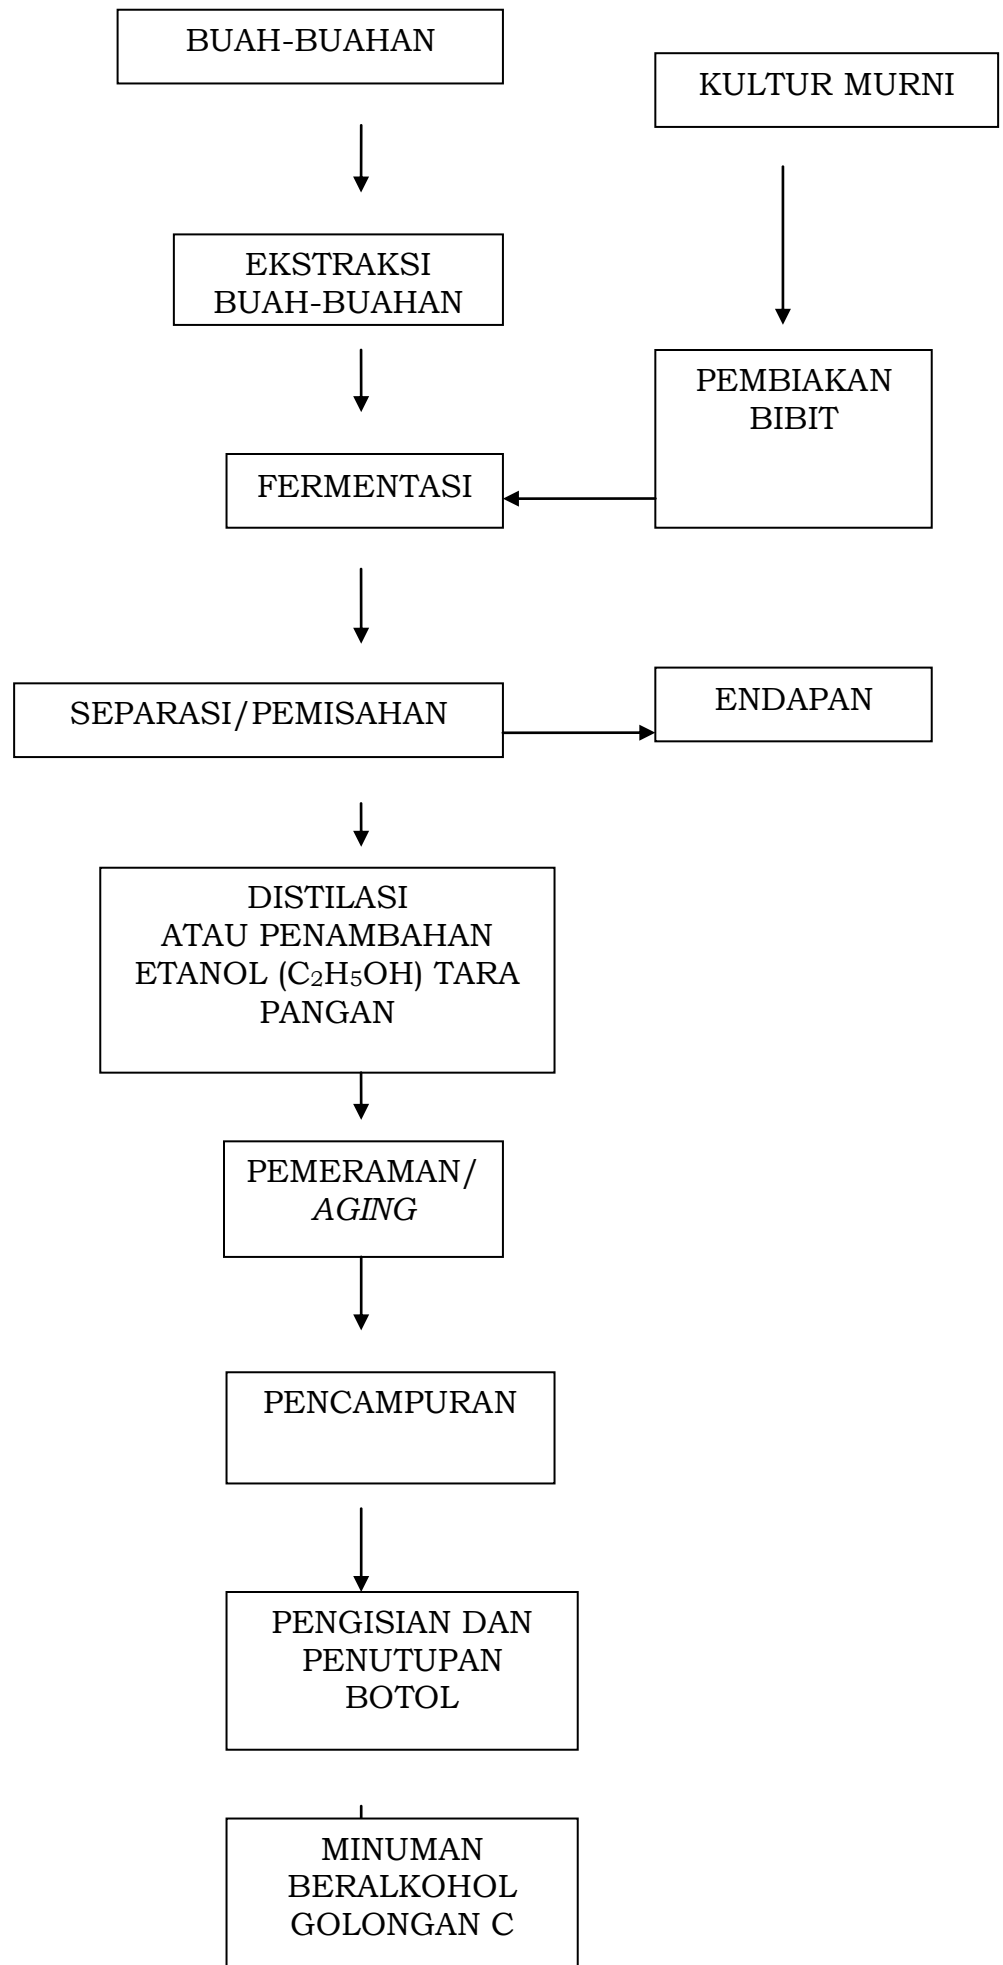 BUAH-BUAHAN
KULTUR MURNI
EKSTRAKSI
BUAH-BUAHAN
PEMBIAKAN
BIBIT
FERMENTASI
SEPARASI/PEMISAHAN
ENDAPAN
DISTILASI
ATAU PENAMBAHAN
ETANOL (C₂H₅OH) TARA
PANGAN
PEMERAMAN/
AGING
PENCAMPURAN
PENGISIAN DAN
PENUTUPAN
BOTOL
MINUMAN
BERALKOHOL
GOLONGAN C